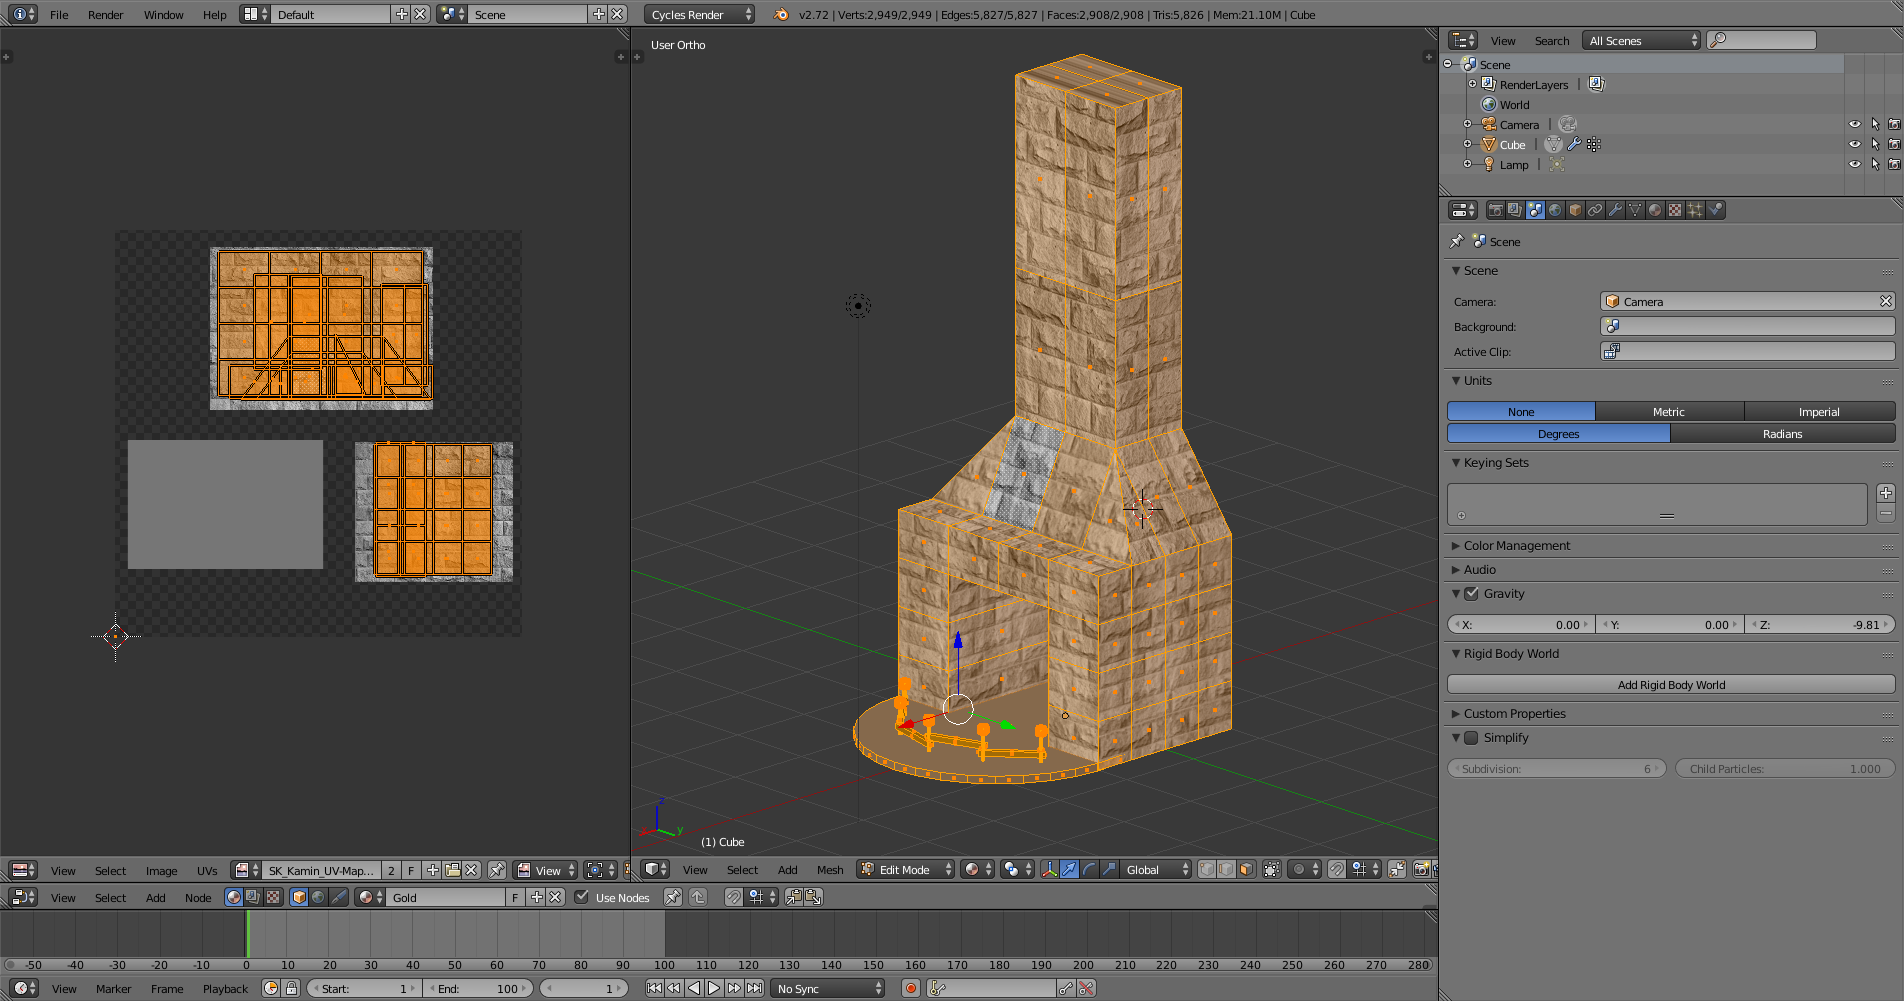 File Render Window Help Default Scene Cycles Render v2.72 | Verts:2,949/2,949 | Edges:5,827/5,827 | Faces:2,908/2,908 | Tris:5,826 | Mem:21.10M | Cube
User Ortho
View Search All Scenes
Scene
RenderLayers
World
Camera
Cube
Lamp
Scene
Scene
Camera: Camera
Background:
Active Clip:
Units
None Metric Imperial
Degrees Radians
Keying Sets
Color Management
Audio
Gravity
X: 0.00 Y: 0.00 Z: -9.81
Rigid Body World
Add Rigid Body World
Custom Properties
Simplify
Subdivision: 6 Child Particles: 1.000
z
y
(1) Cube
View Select Image UVs SK_Kamin_UV-Map... 2 F View
View Select Add Mesh Edit Mode Global
View Select Add Node Gold F Use Nodes
-50 -40 -30 -20 -10 0 10 20 30 40 50 60 70 80 90 100 110 120 130 140 150 160 170 180 190 200 210 220 230 240 250 260 270 280
View Marker Frame Playback Start: 1 End: 100 1 No Sync